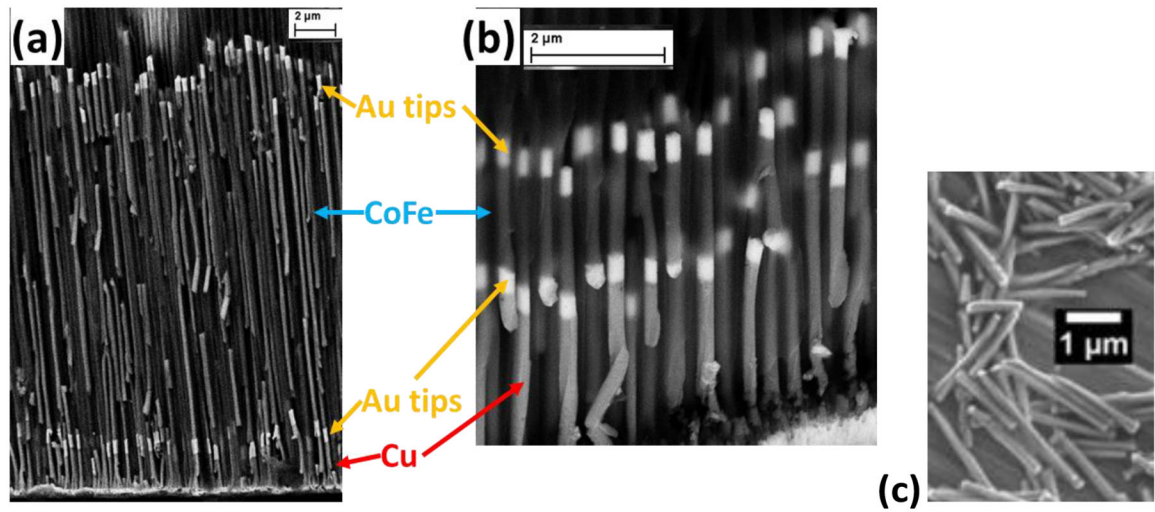 (a)
2 μm
(b)
2 μm
Au tips
CoFe
Au tips
Cu
1 μm
(c)